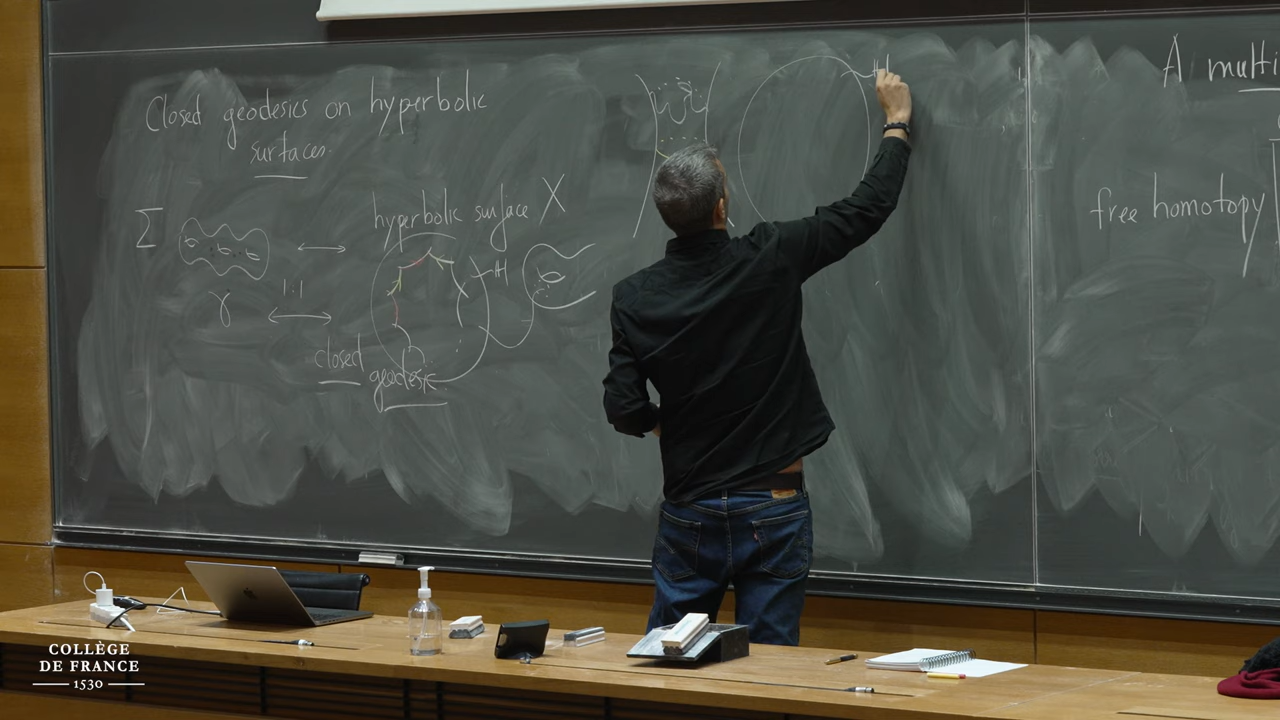 Closed geodesics on hyperbolic
surfaces.
Σ
hyperbolic surface X
ℍ
γ
1:1
closed
geodesic
ℍ
A multi
free homotopy
COLLÈGE
DE FRANCE
1530